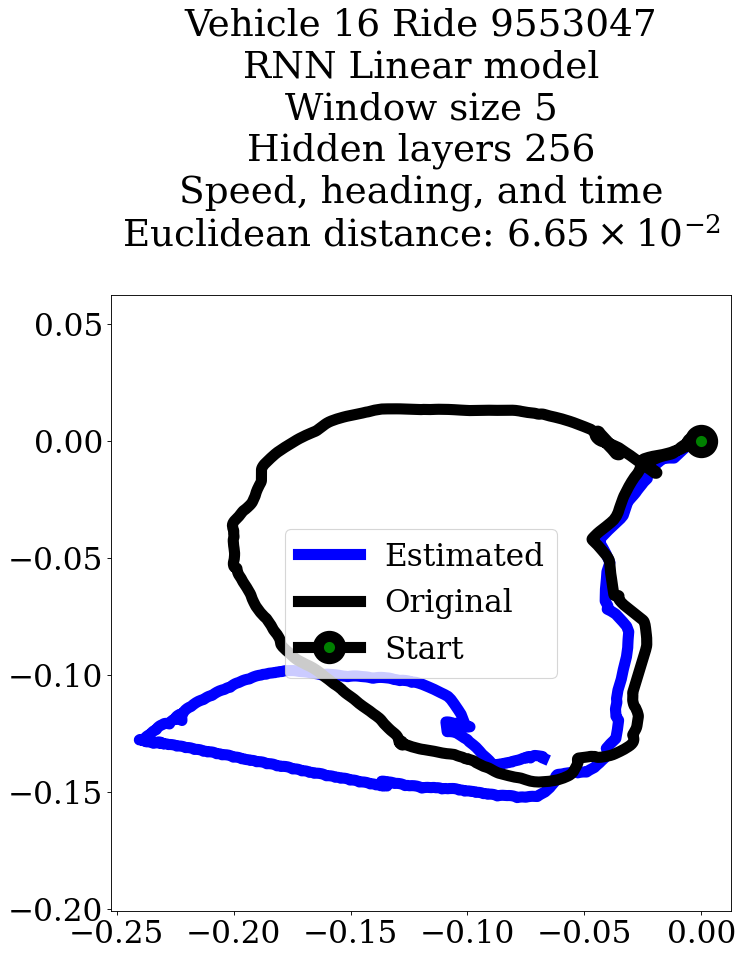 Vehicle 16 Ride 9553047
RNN Linear model
Window size 5
Hidden layers 256
Speed, heading, and time
Euclidean distance: 6.65 × 10⁻²
0.05
0.00
−0.05
−0.10
−0.15
−0.20
Estimated
Original
Start
−0.25 −0.20 −0.15 −0.10 −0.05 0.00